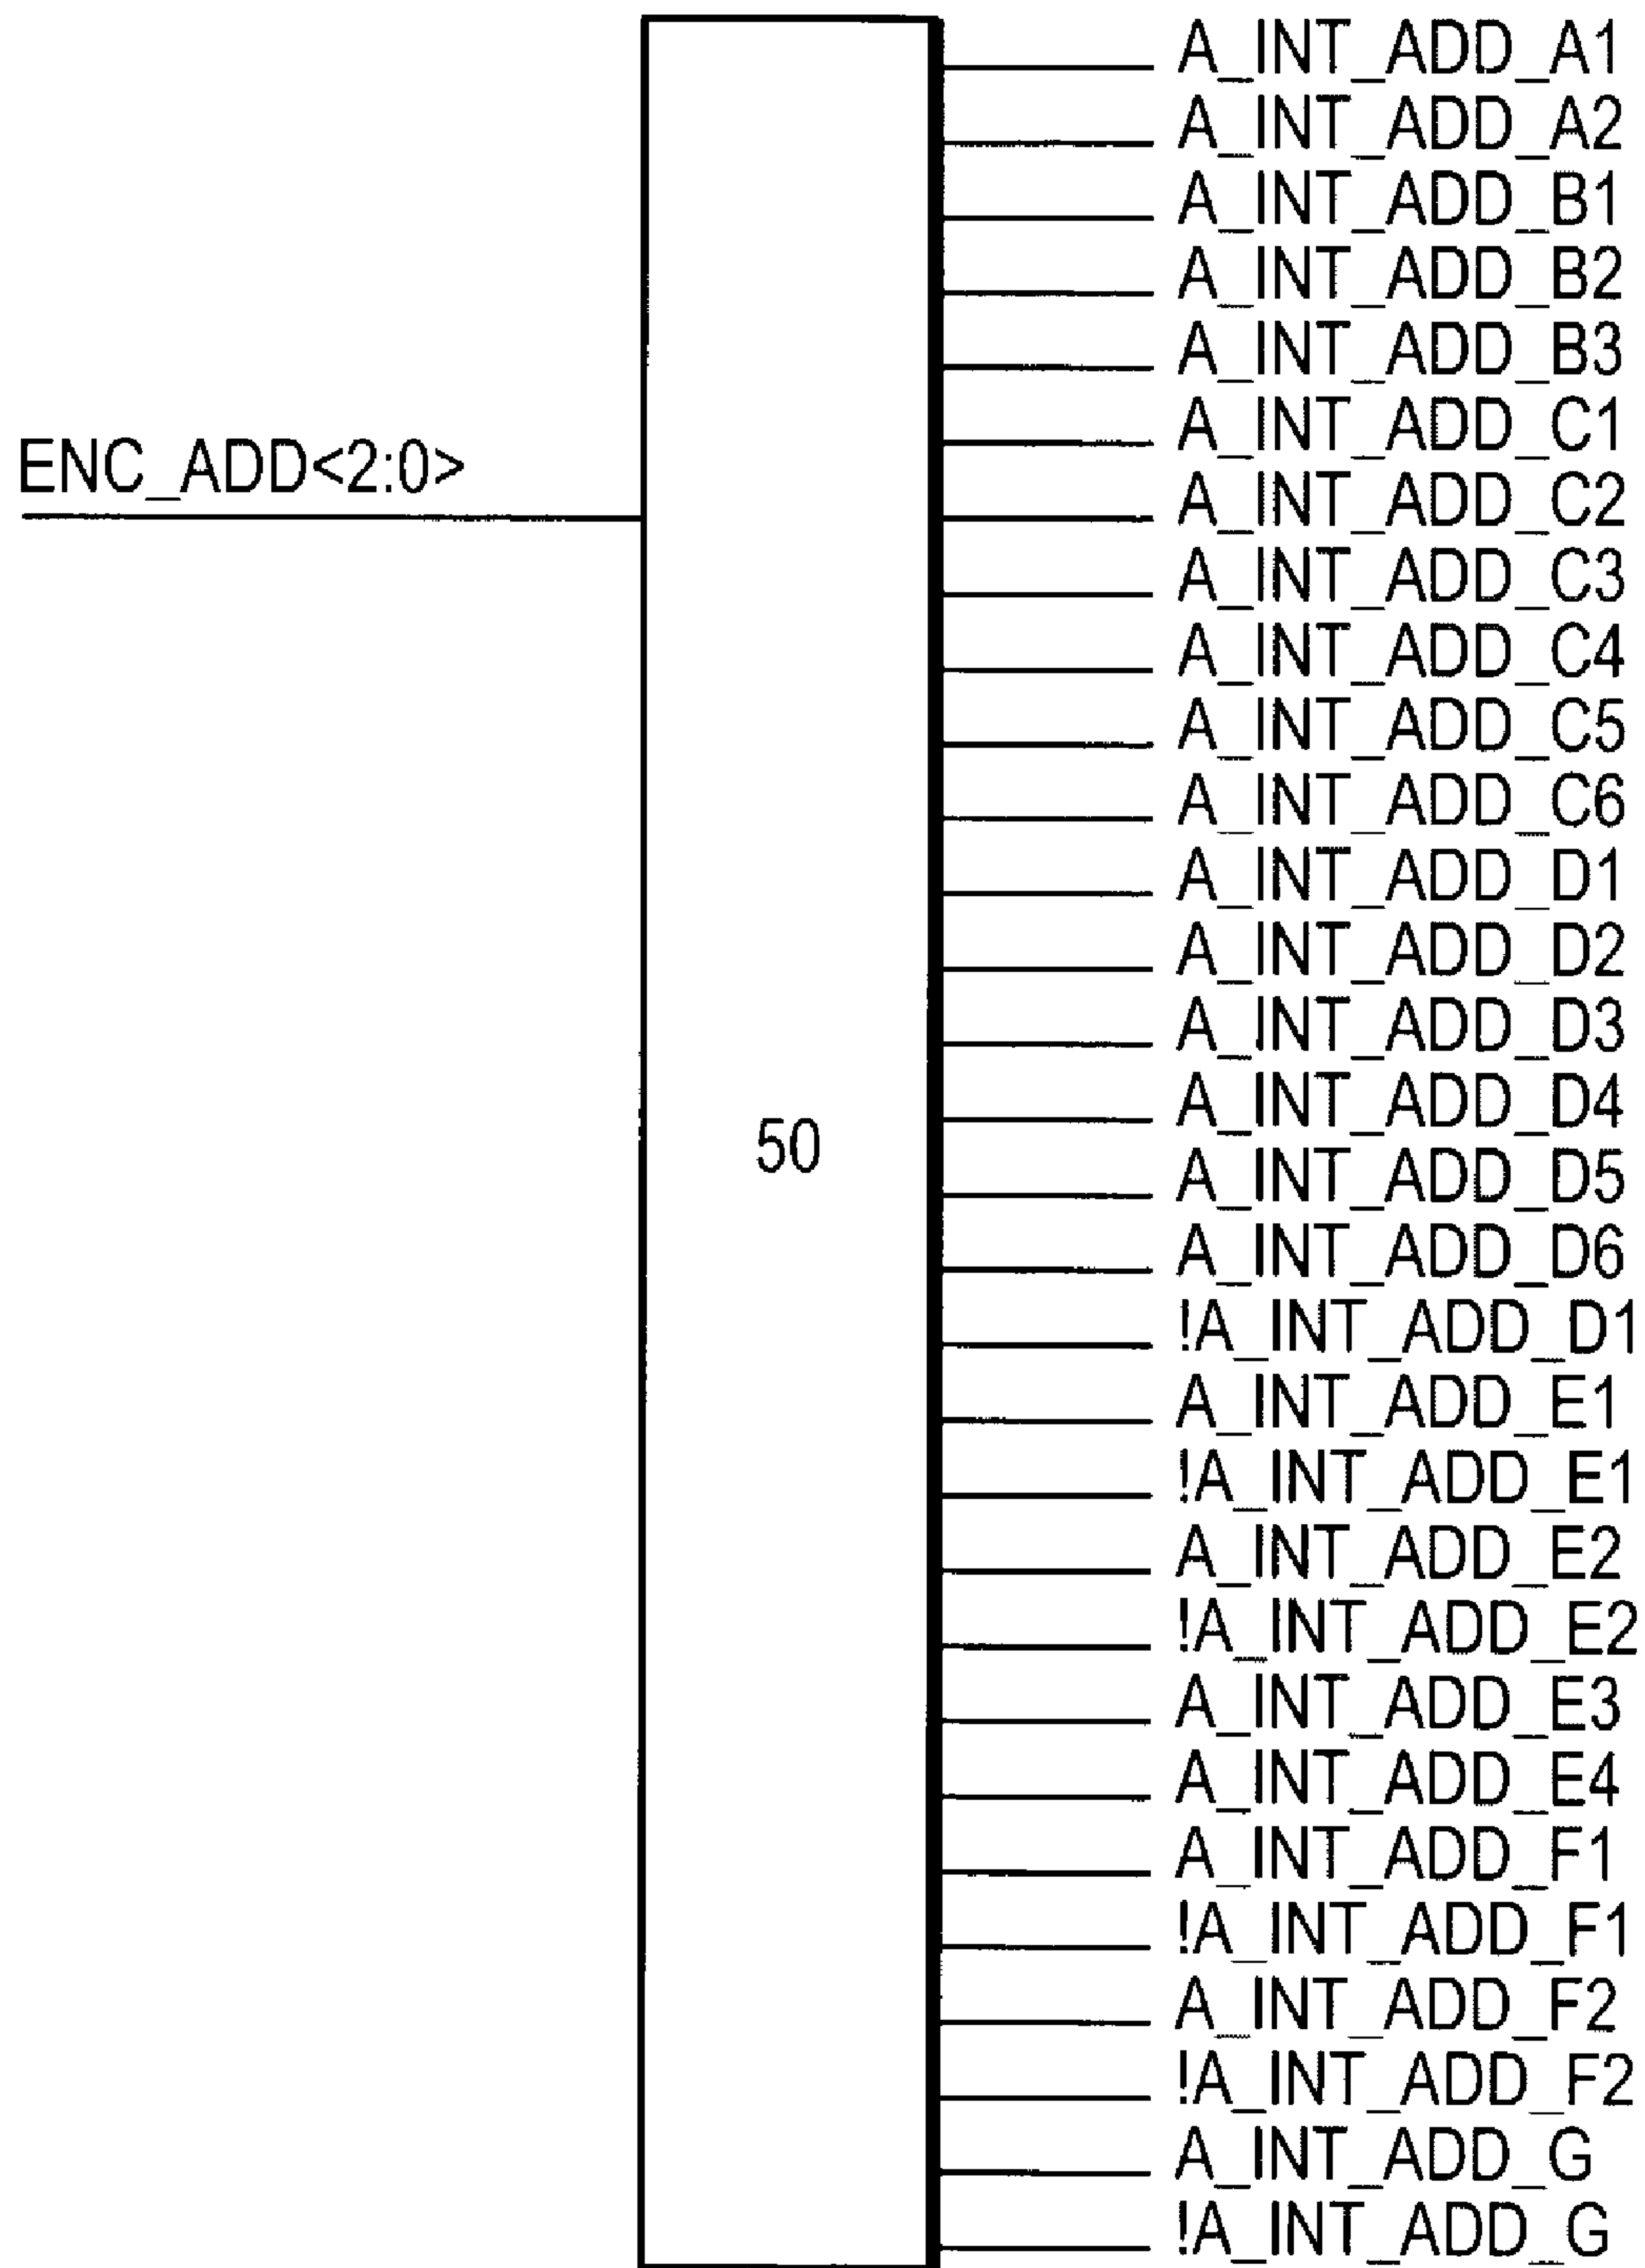 A_INT_ADD_A1
A_INT_ADD_A2
A_INT_ADD_B1
A_INT_ADD_B2
A_INT_ADD_B3
A_INT_ADD_C1
ENC_ADD<2:0>
A_INT_ADD_C2
A_INT_ADD_C3
A_INT_ADD_C4
A_INT_ADD_C5
A_INT_ADD_C6
A_INT_ADD_D1
A_INT_ADD_D2
A_INT_ADD_D3
A_INT_ADD_D4
50
A_INT_ADD_D5
A_INT_ADD_D6
!A_INT_ADD_D1
A_INT_ADD_E1
!A_INT_ADD_E1
A_INT_ADD_E2
!A_INT_ADD_E2
A_INT_ADD_E3
A_INT_ADD_E4
A_INT_ADD_F1
!A_INT_ADD_F1
A_INT_ADD_F2
!A_INT_ADD_F2
A_INT_ADD_G
!A_INT_ADD_G